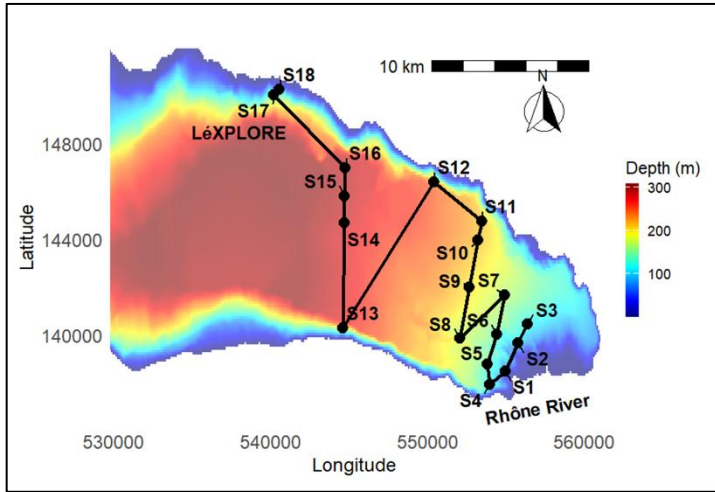 10 km
N
S18
S17
LéXPLORE
S16
S15
S14
S13
S12
S11
S10
S9
S8
S7
S6
S5
S4
S3
S2
S1
Rhône River
148000
144000
140000
Latitude
530000 540000 550000 560000
Longitude
Depth (m)
300
200
100